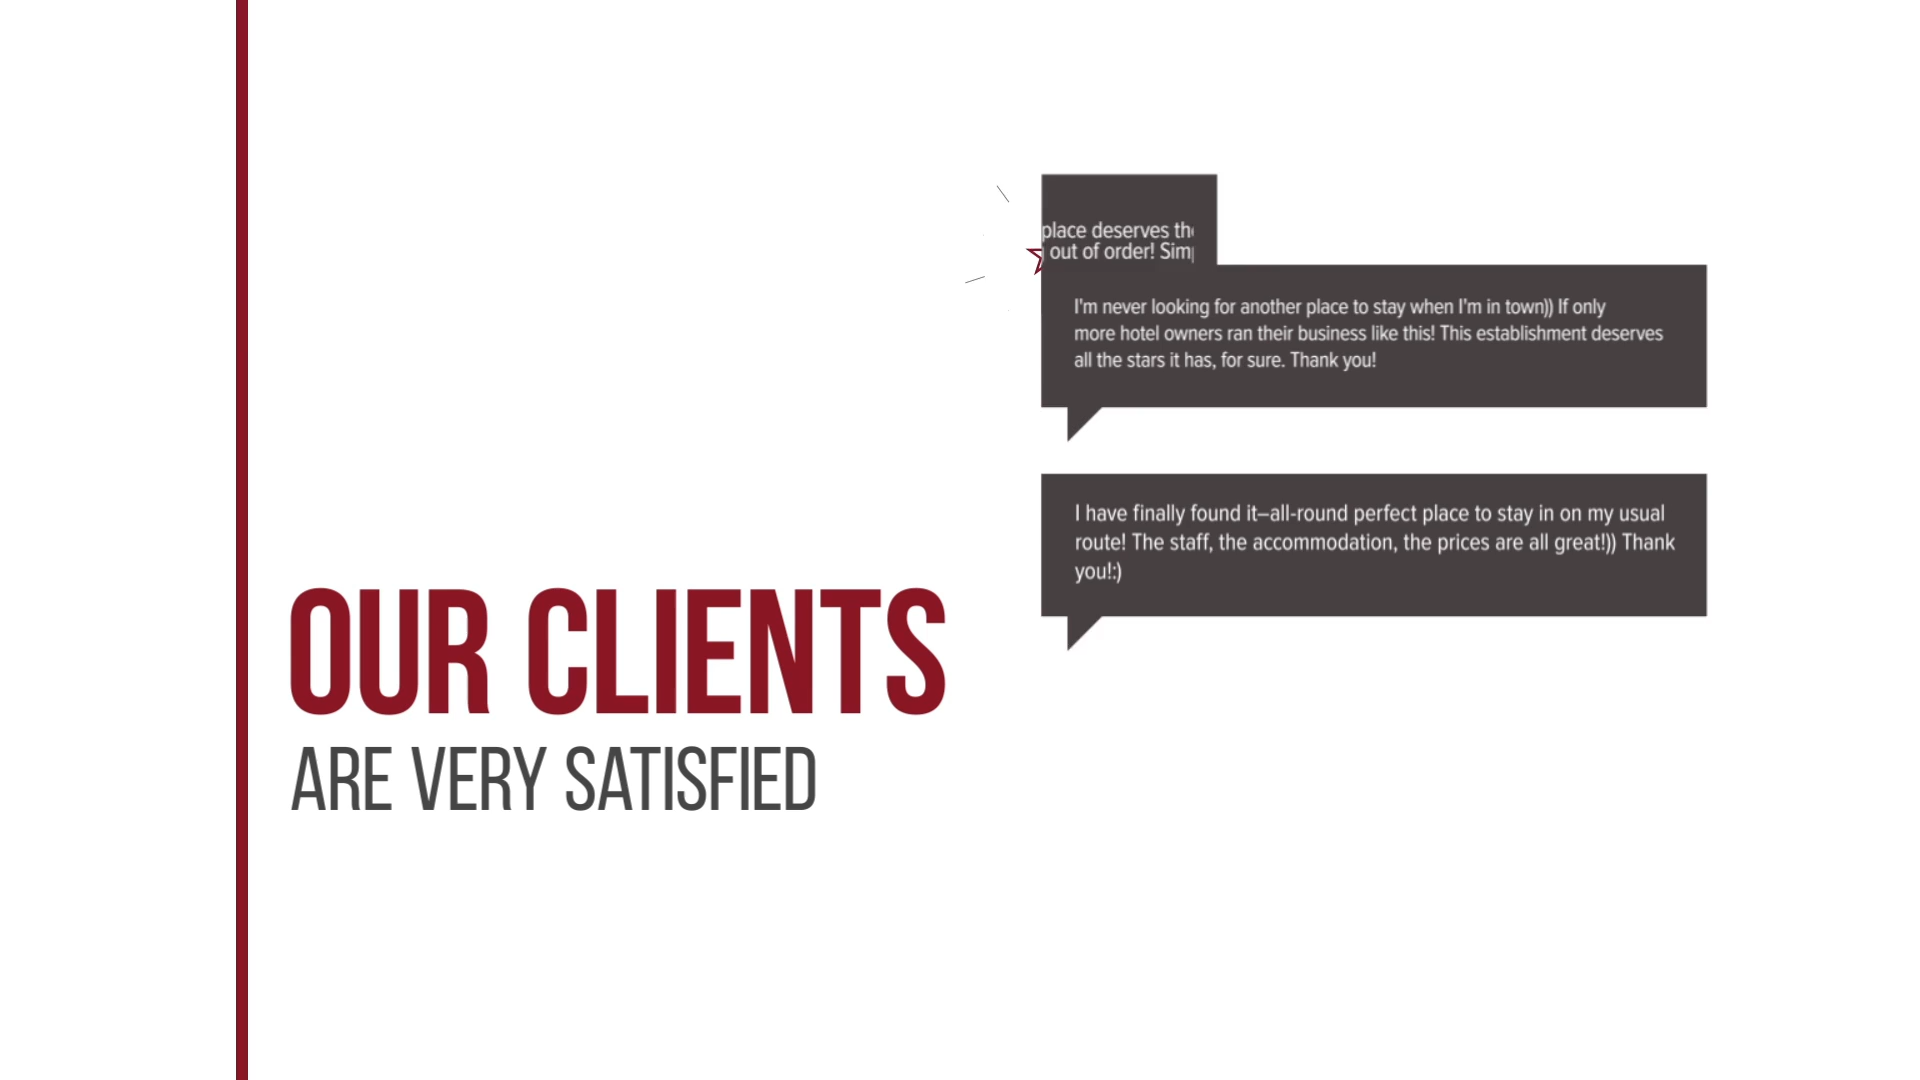 OUR CLIENTS
ARE VERY SATISFIED
place deserves
out of order!
I'm never looking for another place to stay when I'm in town)) If only
more hotel owners ran their business like this! This establishment deserves
all the stars it has, for sure. Thank you!
I have finally found it–all-round perfect place to stay in on my usual
route! The staff, the accommodation, the prices are all great!)) Thank
you!:)